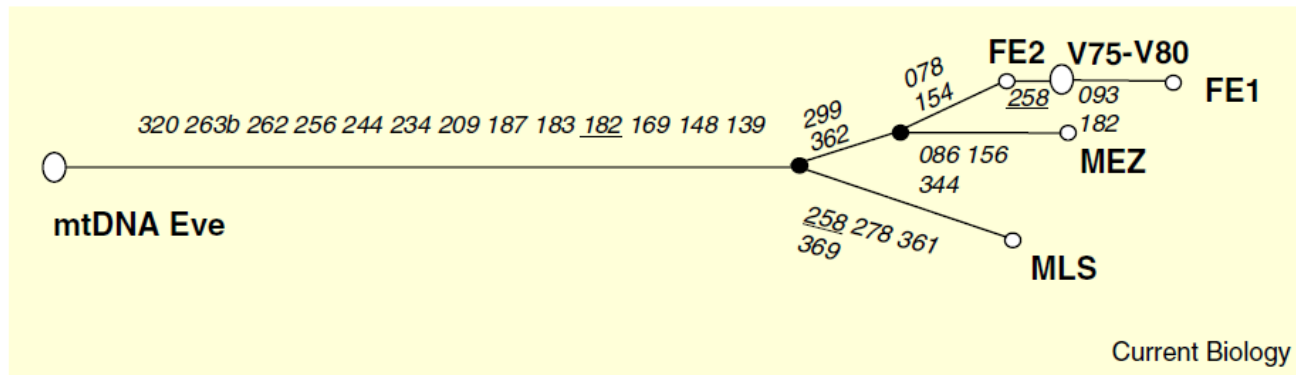 FE2 V75-V80
078
154
258
093
182
FE1
320 263b 262 256 244 234 209 187 183 182 169 148 139
299
362
086 156
344
MEZ
mtDNA Eve
258 278 361
369
MLS
Current Biology